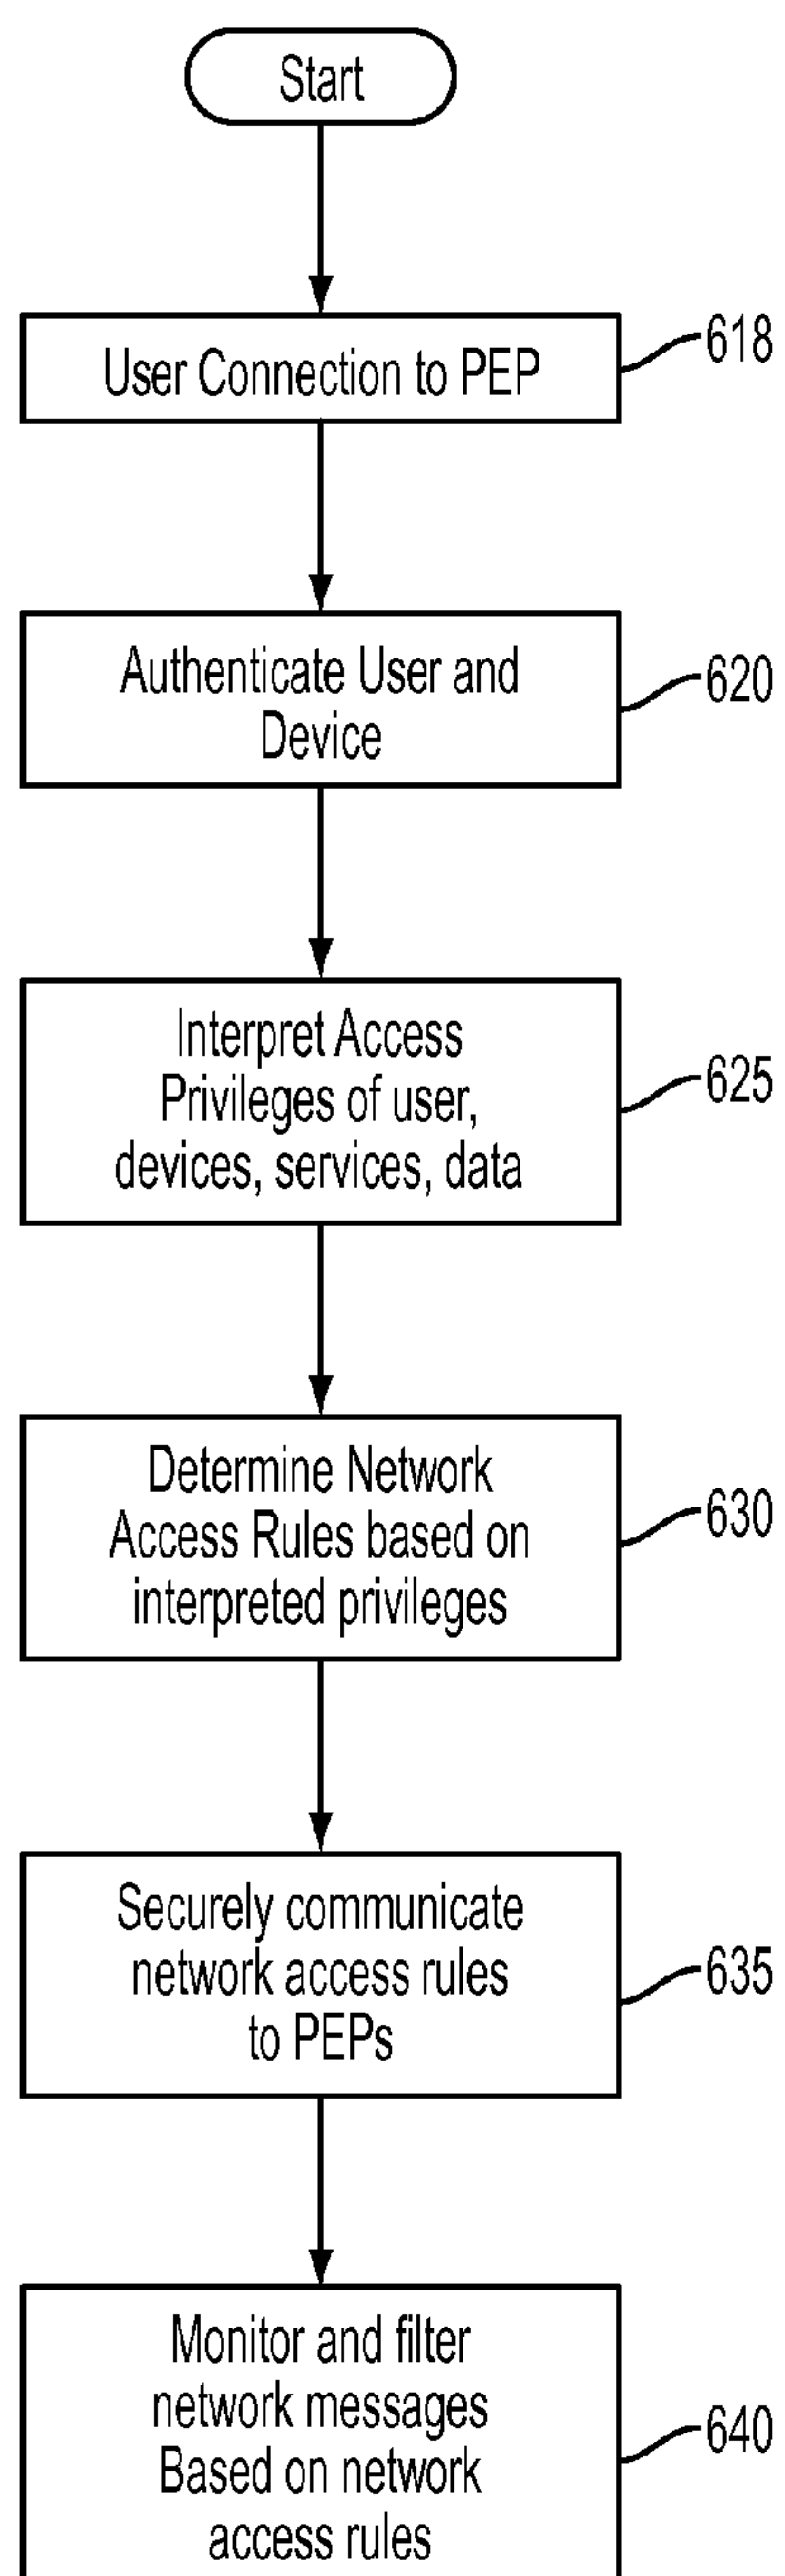 Start
User Connection to PEP
618
Authenticate User and
Device
620
Interpret Access
Privileges of user,
devices, services, data
625
Determine Network
Access Rules based on
interpreted privileges
630
Securely communicate
network access rules
to PEPs
635
Monitor and filter
network messages
Based on network
access rules
640